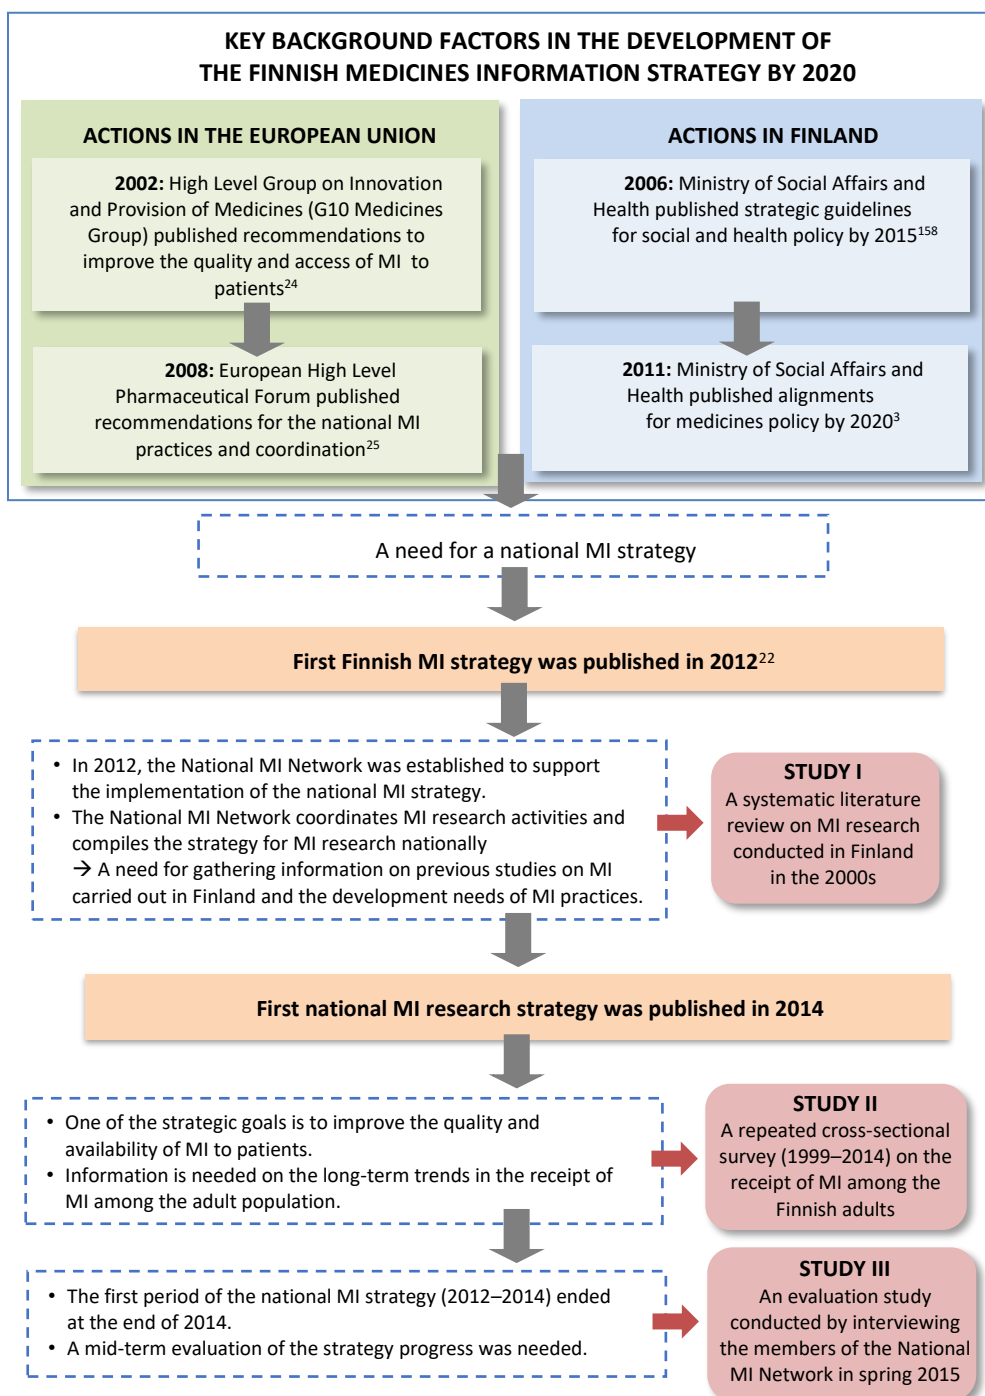 KEY BACKGROUND FACTORS IN THE DEVELOPMENT OF
THE FINNISH MEDICINES INFORMATION STRATEGY BY 2020
ACTIONS IN THE EUROPEAN UNION
2002: High Level Group on Innovation
and Provision of Medicines (G10 Medicines
Group) published recommendations to
improve the quality and access of MI to
patients²⁴
2008: European High Level
Pharmaceutical Forum published
recommendations for the national MI
practices and coordination²⁵
ACTIONS IN FINLAND
2006: Ministry of Social Affairs and
Health published strategic guidelines
for social and health policy by 2015¹⁵⁸
2011: Ministry of Social Affairs and
Health published alignments
for medicines policy by 2020³
A need for a national MI strategy
First Finnish MI strategy was published in 2012²²
• In 2012, the National MI Network was established to support
the implementation of the national MI strategy.
• The National MI Network coordinates MI research activities and
compiles the strategy for MI research nationally
→ A need for gathering information on previous studies on MI
carried out in Finland and the development needs of MI practices.
STUDY I
A systematic literature
review on MI research
conducted in Finland
in the 2000s
First national MI research strategy was published in 2014
• One of the strategic goals is to improve the quality and
availability of MI to patients.
• Information is needed on the long-term trends in the receipt of
MI among the adult population.
STUDY II
A repeated cross-sectional
survey (1999–2014) on the
receipt of MI among the
Finnish adults
• The first period of the national MI strategy (2012–2014) ended
at the end of 2014.
• A mid-term evaluation of the strategy progress was needed.
STUDY III
An evaluation study
conducted by interviewing
the members of the National
MI Network in spring 2015